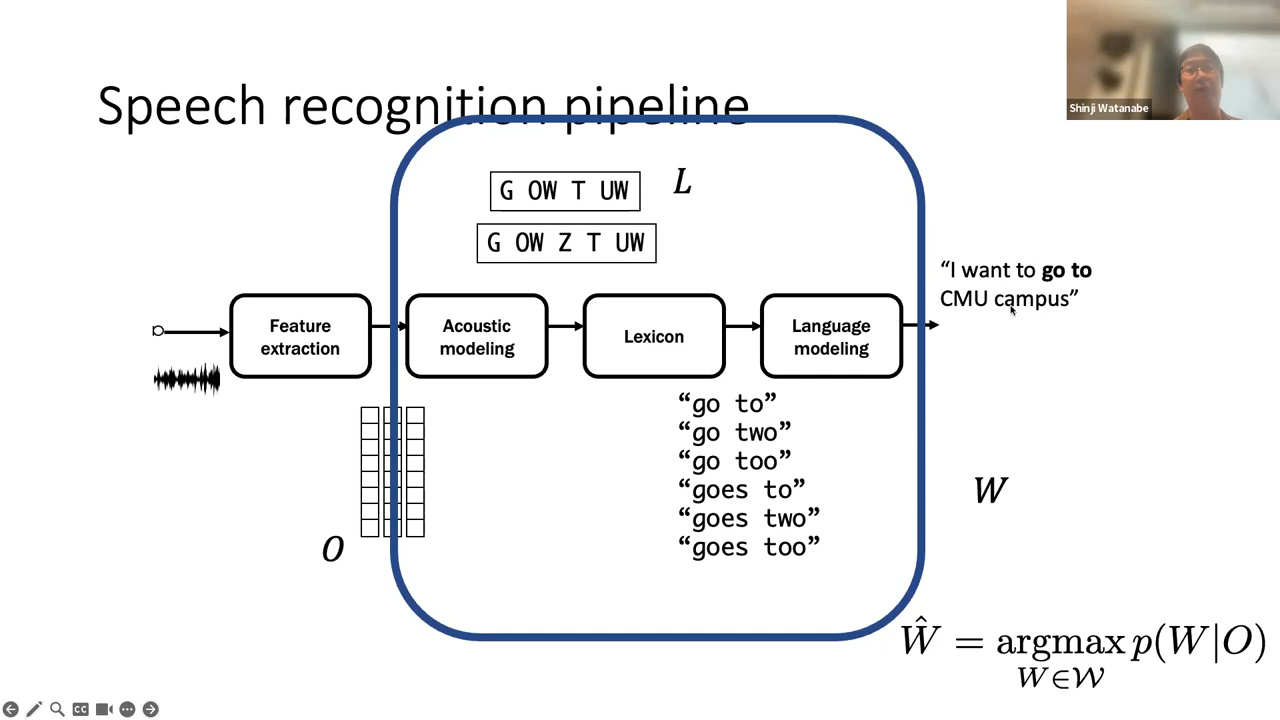 Shinji Watanabe
Speech recognition pipeline
G OW T UW
L
G OW Z T UW
“I want to go to
CMU campus”
Feature
extraction
Acoustic
modeling
Lexicon
Language
modeling
“go to”
“go two”
“go too”
“goes to”
“goes two”
“goes too”
O
W
Ŵ = argmax p(W|O)
W∈𝒲
CC